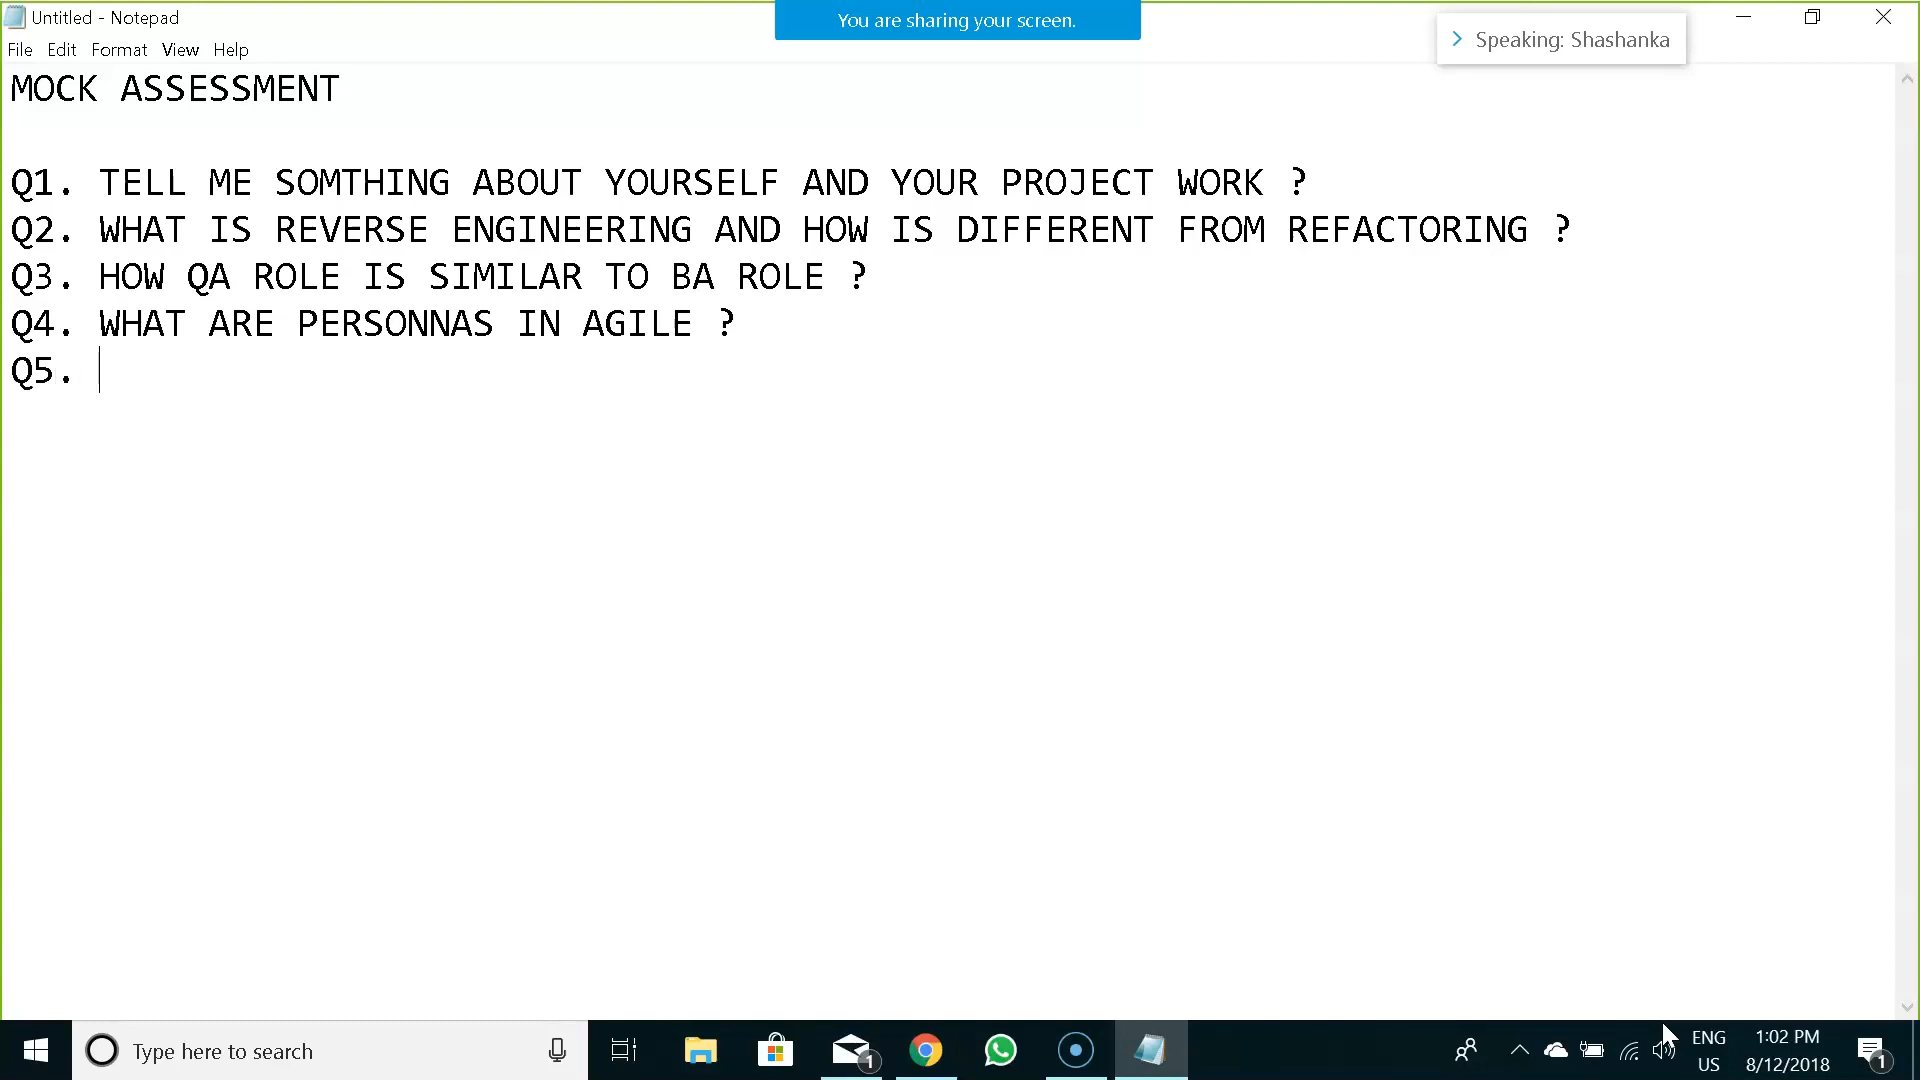 Untitled - Notepad
You are sharing your screen.
Speaking: Shashanka
File Edit Format View Help
MOCK ASSESSMENT
Q1. TELL ME SOMTHING ABOUT YOURSELF AND YOUR PROJECT WORK ?
Q2. WHAT IS REVERSE ENGINEERING AND HOW IS DIFFERENT FROM REFACTORING ?
Q3. HOW QA ROLE IS SIMILAR TO BA ROLE ?
Q4. WHAT ARE PERSONNAS IN AGILE ?
Q5.
Type here to search
1
ENG
US
1:02 PM
8/12/2018
1